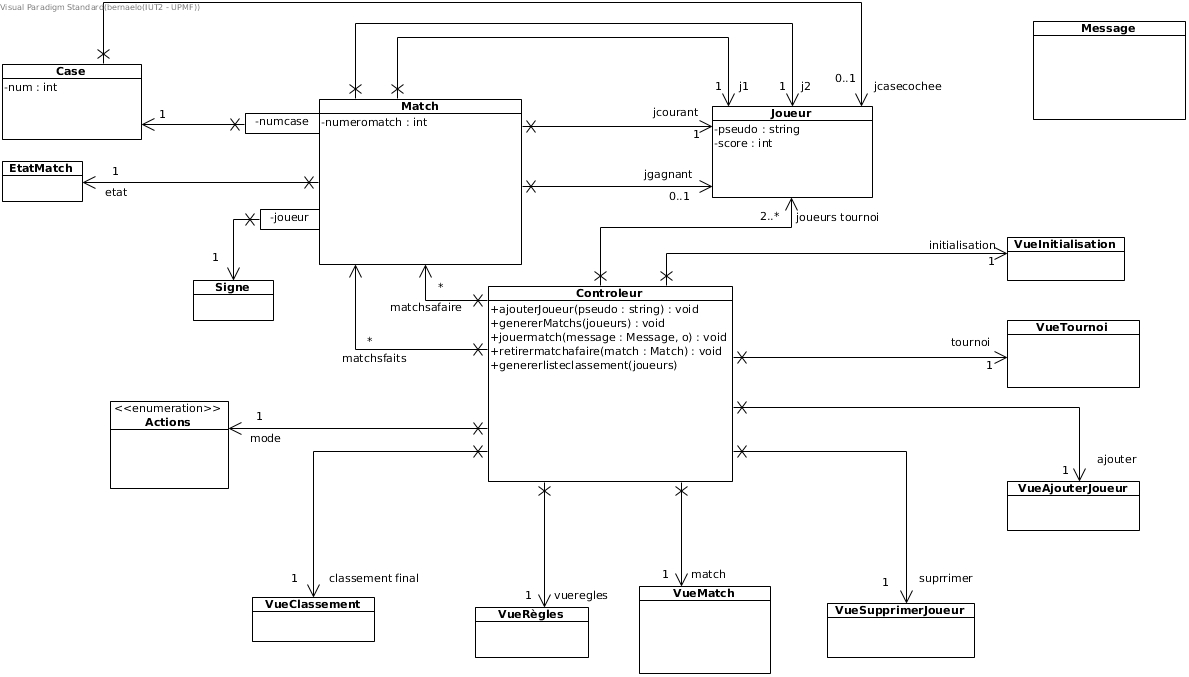 Visual Paradigm Standard(bernaelo(IUT2 - UPMF))
Message
Case
-num : int
1
-numcase
Match
-numeromatch : int
1 j1
1 j2
0..1
jcasecochee
Joueur
-pseudo : string
-score : int
jcourant
1
jgagnant
0..1
EtatMatch
1
etat
-joueur
1
Signe
2..* joueurs tournoi
initialisation
1
VueInitialisation
*
matchsafaire
*
matchsfaits
Controleur
+ajouterJoueur(pseudo : string) : void
+genererMatchs(joueurs) : void
+jouermatch(message : Message, o) : void
+retirermatchafaire(match : Match) : void
+genererlisteclassement(joueurs)
tournoi
1
VueTournoi
<<enumeration>>
Actions
1
mode
ajouter
1
VueAjouterJoueur
1 classement final
VueClassement
1 vueregles
VueRègles
1 match
VueMatch
1 suprrimer
VueSupprimerJoueur